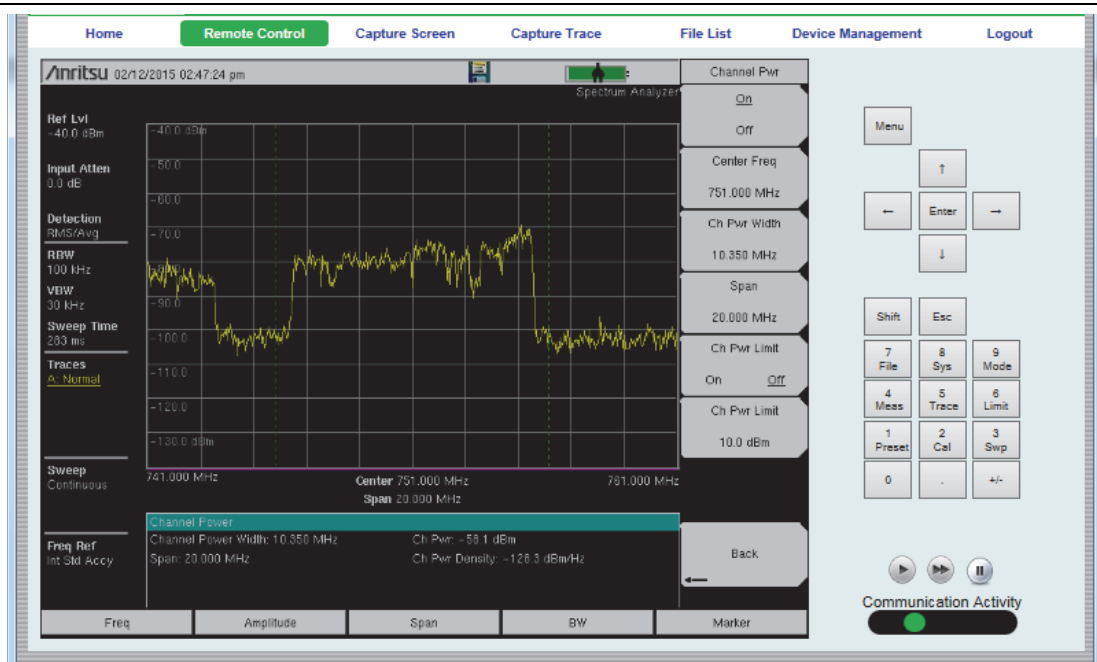 Home Remote Control Capture Screen Capture Trace File List Device Management Logout
Anritsu 02/12/2015 02:47:24 pm
Spectrum Analyzer
Ref Lvl
-40.0 dBm
Input Atten
0.0 dB
Detection
RMS/Avg
RBW
100 kHz
VBW
30 kHz
Sweep Time
283 ms
Traces
A: Normal
Sweep
Continuous
Freq Ref
Int Std Accy
-40.0 dBm
-50.0
-60.0
-70.0
-90.0
-100.0
-110.0
-120.0
-130.0 dBm
741.000 MHz Center 751.000 MHz 761.000 MHz
Span 20.000 MHz
Channel Power
Channel Power Width: 10.350 MHz Ch Pwr: -58.1 dBm
Span: 20.000 MHz Ch Pwr Density: -128.3 dBm/Hz
Freq Amplitude Span BW Marker
Channel Pwr
On
Off
Center Freq
751.000 MHz
Ch Pwr Width
10.350 MHz
Span
20.000 MHz
Ch Pwr Limit
On Off
Ch Pwr Limit
10.0 dBm
Back
Menu
Enter
Shift Esc
7 8 9
File Sys Mode
4 5 6
Meas Trace Limit
1 2 3
Preset Cal Swp
0 . +/-
Communication Activity